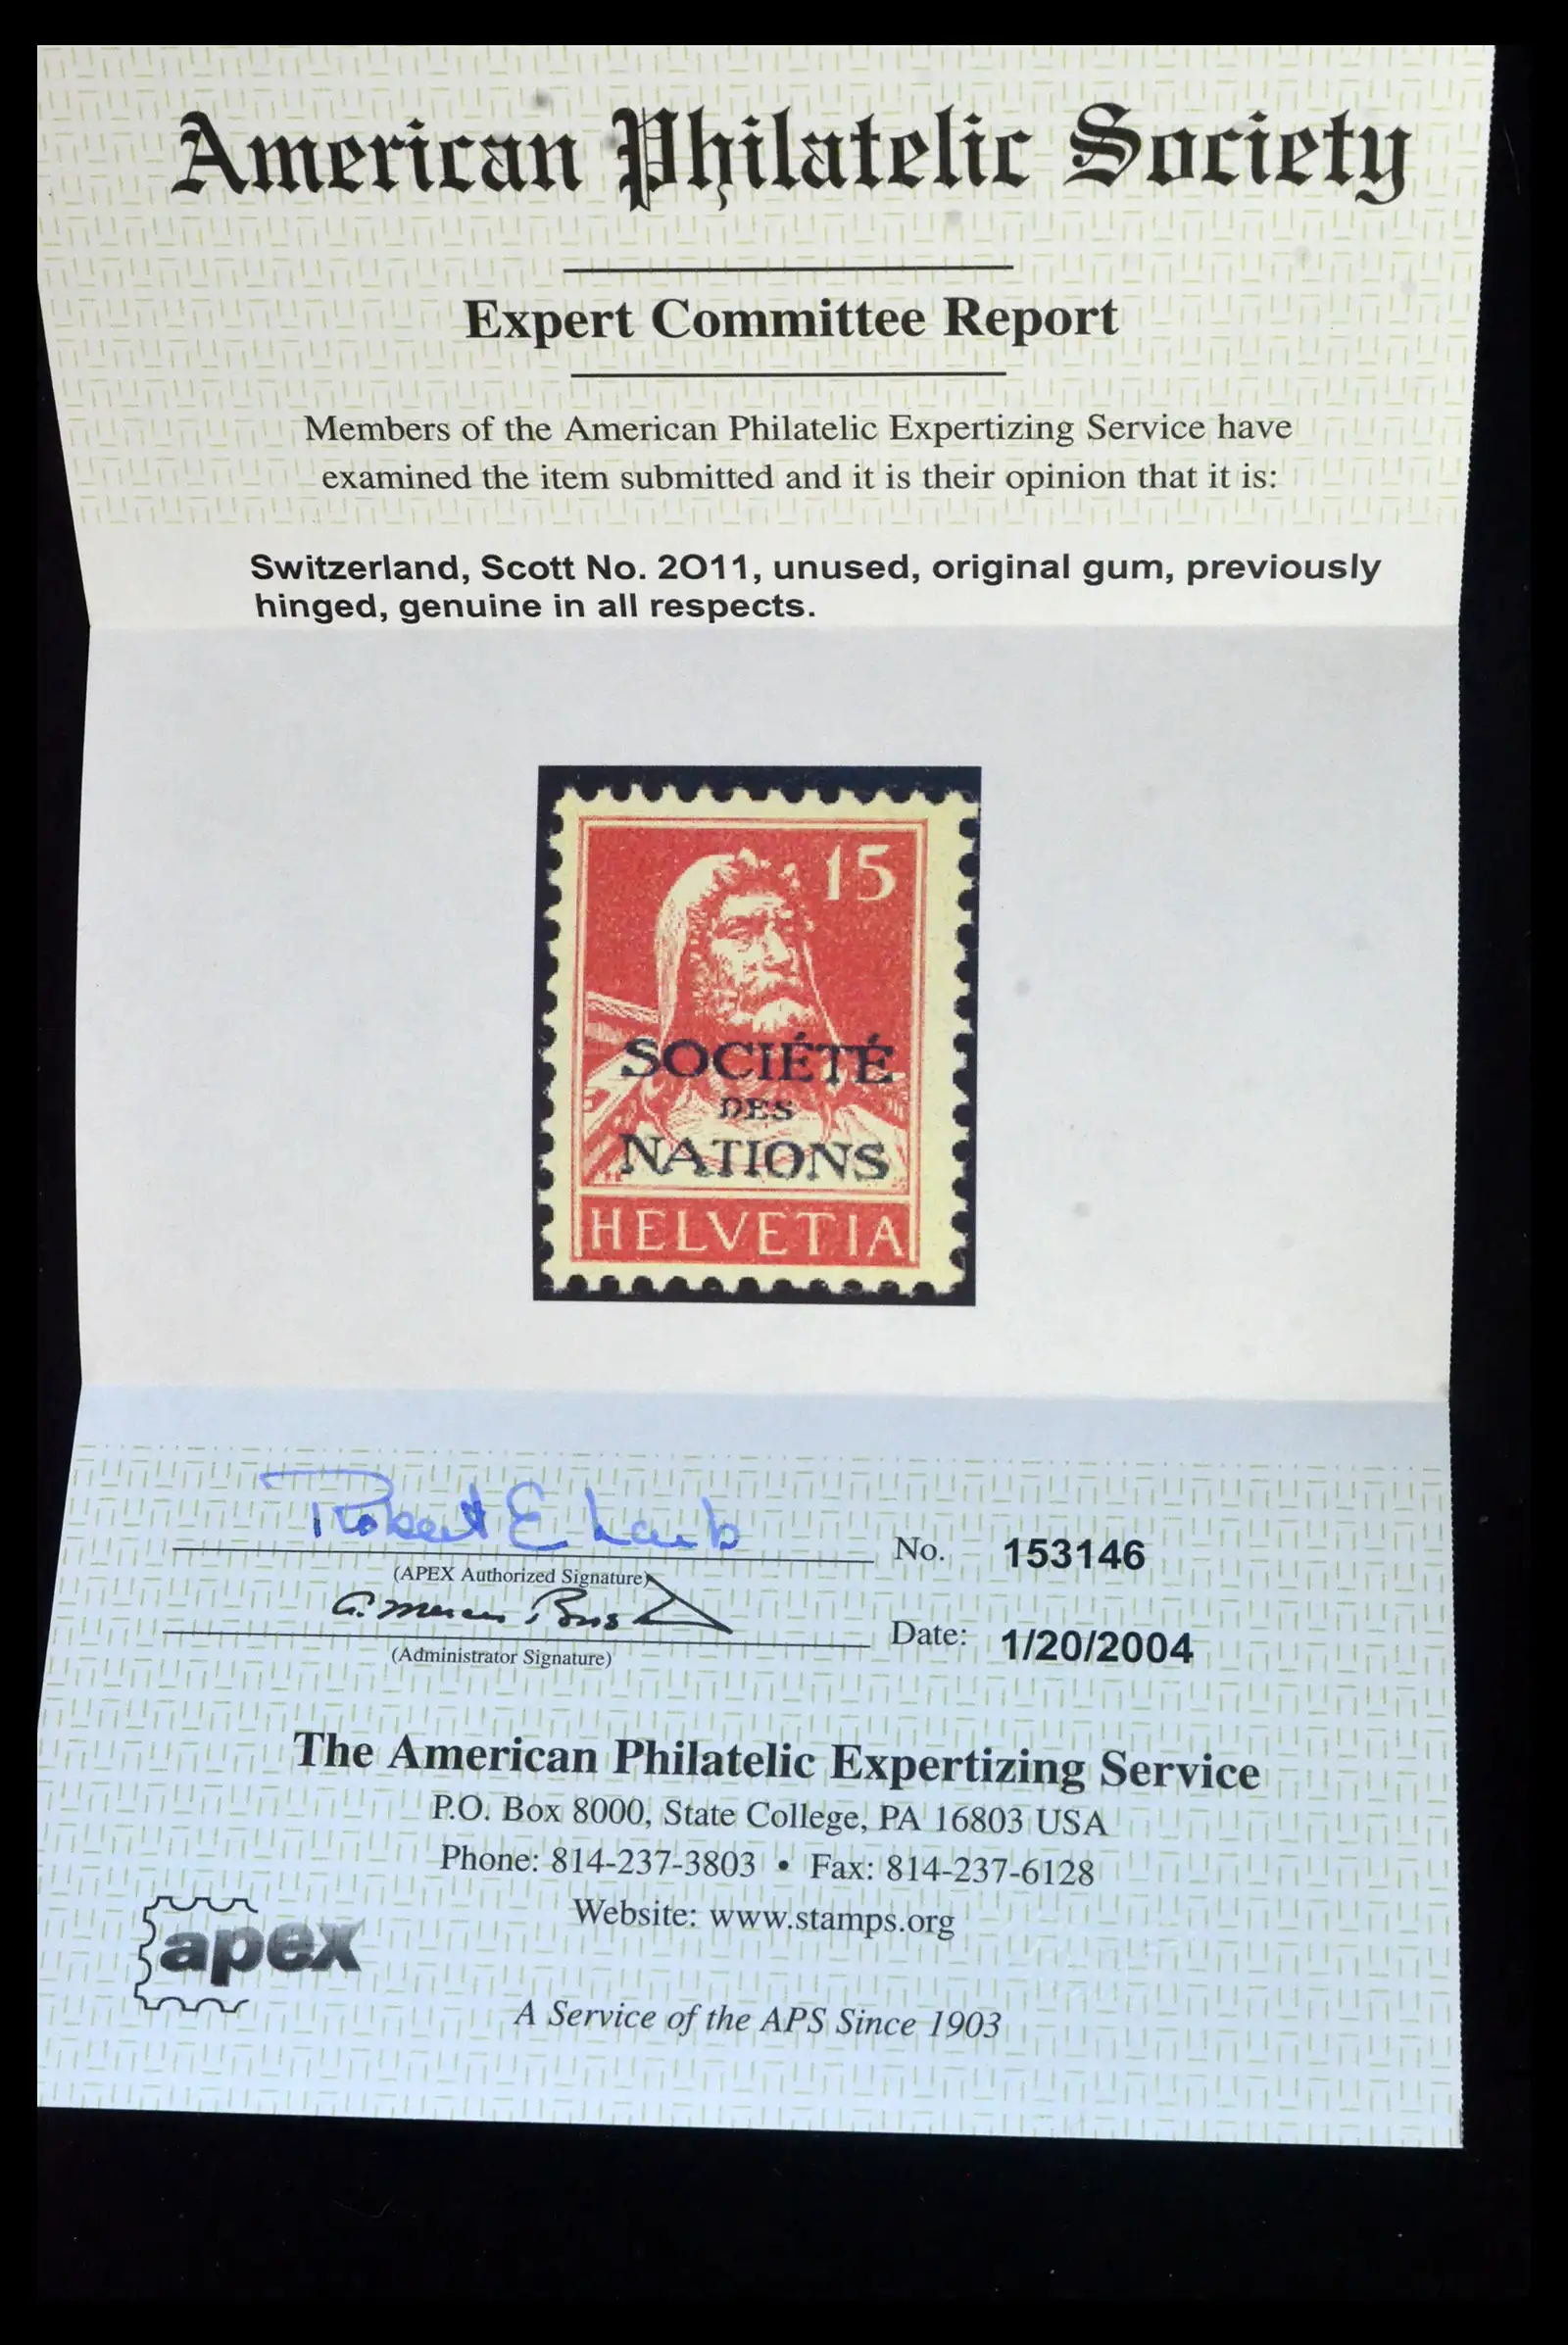 American Philatelic Society
Expert Committee Report
Members of the American Philatelic Expertizing Service have
examined the item submitted and it is their opinion that it is:
Switzerland, Scott No. 2O11, unused, original gum, previously
hinged, genuine in all respects.
15
SOCIÉTÉ
DES
NATIONS
HELVETIA
Robert E
No. 153146
(APEX Authorized Signature)
(Administrator Signature)
Date: 1/20/2004
The American Philatelic Expertizing Service
P.O. Box 8000, State College, PA 16803 USA
Phone: 814-237-3803 • Fax: 814-237-6128
Website: www.stamps.org
apex
A Service of the APS Since 1903